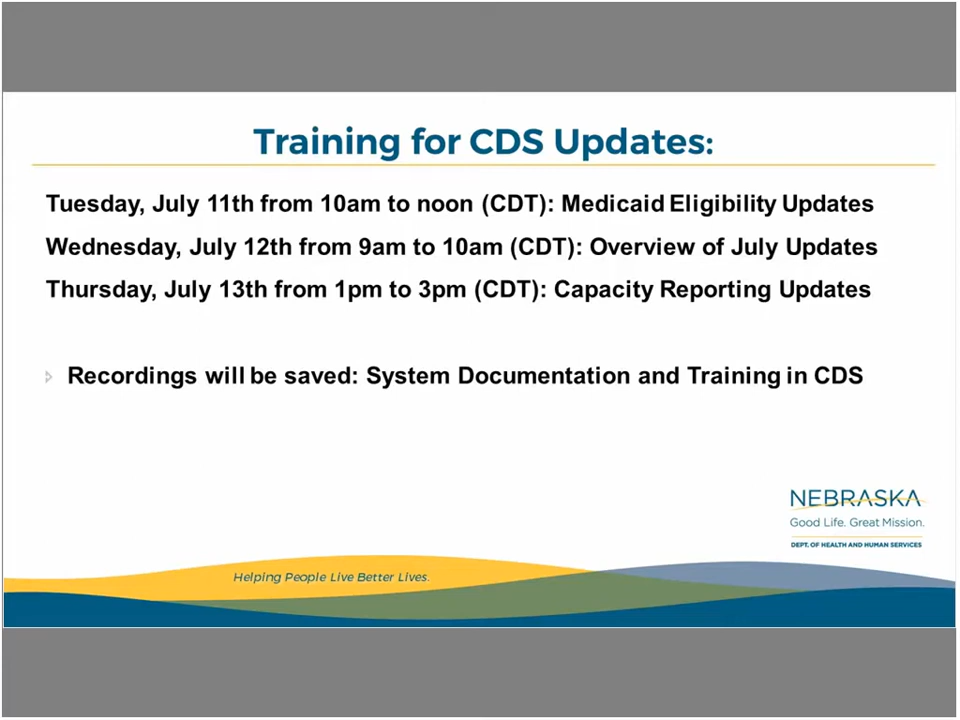 Training for CDS Updates:
Tuesday, July 11th from 10am to noon (CDT): Medicaid Eligibility Updates
Wednesday, July 12th from 9am to 10am (CDT): Overview of July Updates
Thursday, July 13th from 1pm to 3pm (CDT): Capacity Reporting Updates
Recordings will be saved: System Documentation and Training in CDS
NEBRASKA
Good Life. Great Mission.
DEPT. OF HEALTH AND HUMAN SERVICES
Helping People Live Better Lives.